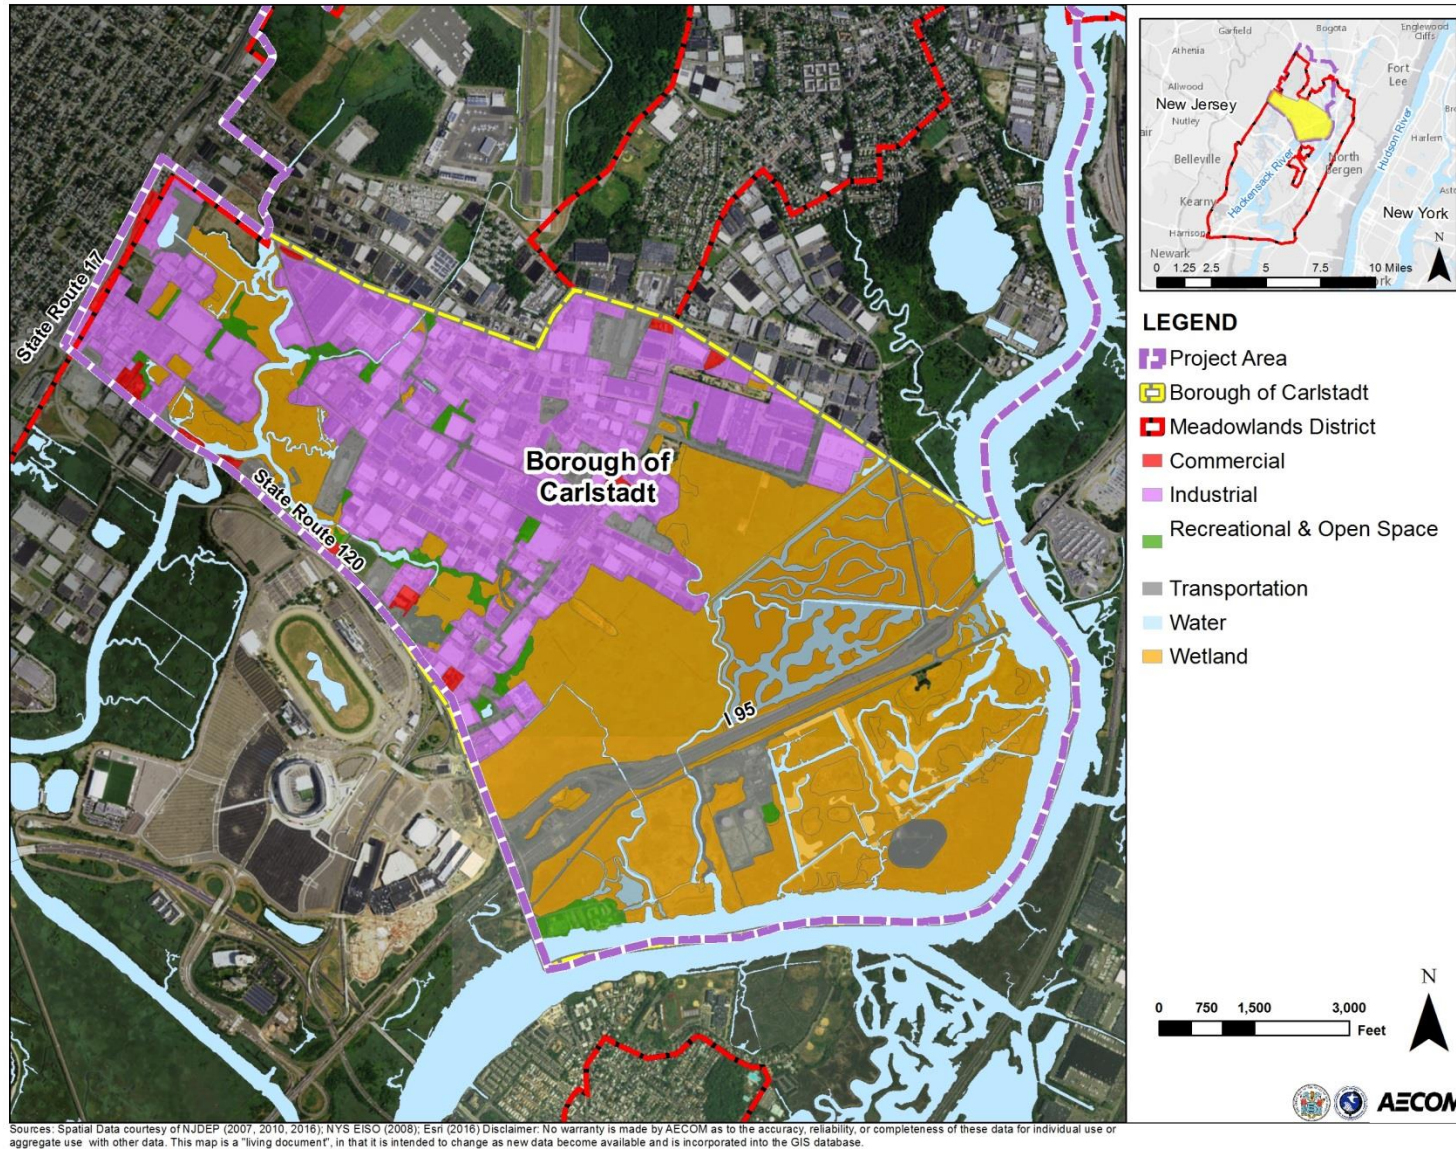 State Route 17
Borough of
Carlstadt
State Route 120
I 95
Garfield
Bogota
Englewood
Cliffs
Athenia
Fort
Lee
Allwood
New Jersey
Nutley
Harlem
Belleville
North
Bergen
Hackensack River
Hudson River
Kearny
New York
Harrison
Newark
N
0 1.25 2.5 5 7.5 10 Miles
LEGEND
Project Area
Borough of Carlstadt
Meadowlands District
Commercial
Industrial
Recreational & Open Space
Transportation
Water
Wetland
N
0 750 1,500 3,000
Feet
AECOM
Sources: Spatial Data courtesy of NJDEP (2007, 2010, 2016); NYS EISO (2008); Esri (2016) Disclaimer: No warranty is made by AECOM as to the accuracy, reliability, or completeness of these data for individual use or
aggregate use with other data. This map is a "living document", in that it is intended to change as new data become available and is incorporated into the GIS database.